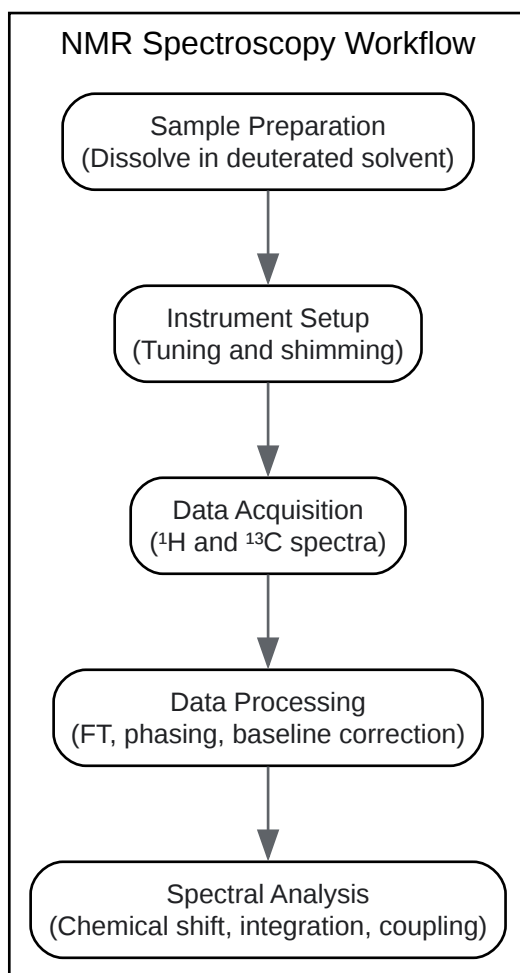 NMR Spectroscopy Workflow
Sample Preparation
(Dissolve in deuterated solvent)
Instrument Setup
(Tuning and shimming)
Data Acquisition
(¹H and ¹³C spectra)
Data Processing
(FT, phasing, baseline correction)
Spectral Analysis
(Chemical shift, integration, coupling)